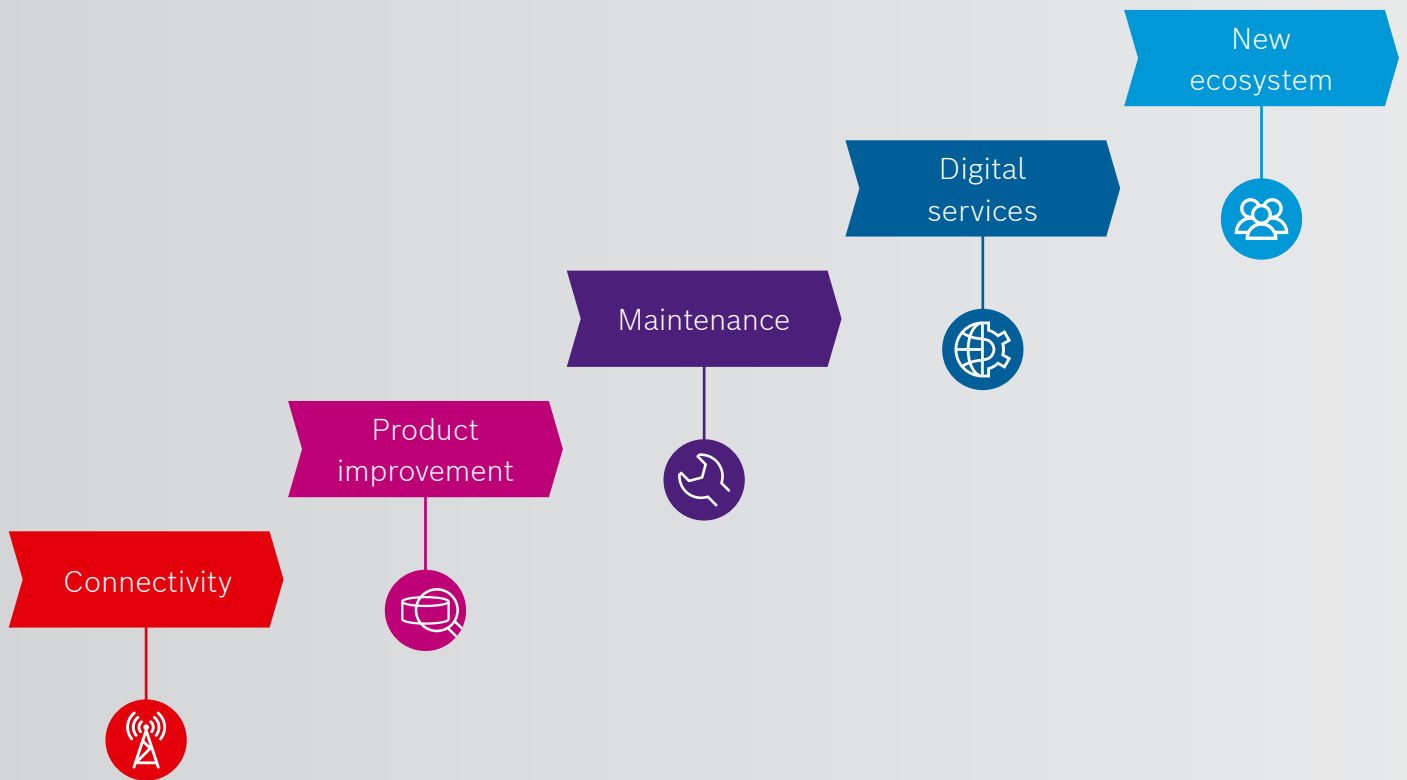 New
ecosystem
Digital
services
Maintenance
Product
improvement
Connectivity